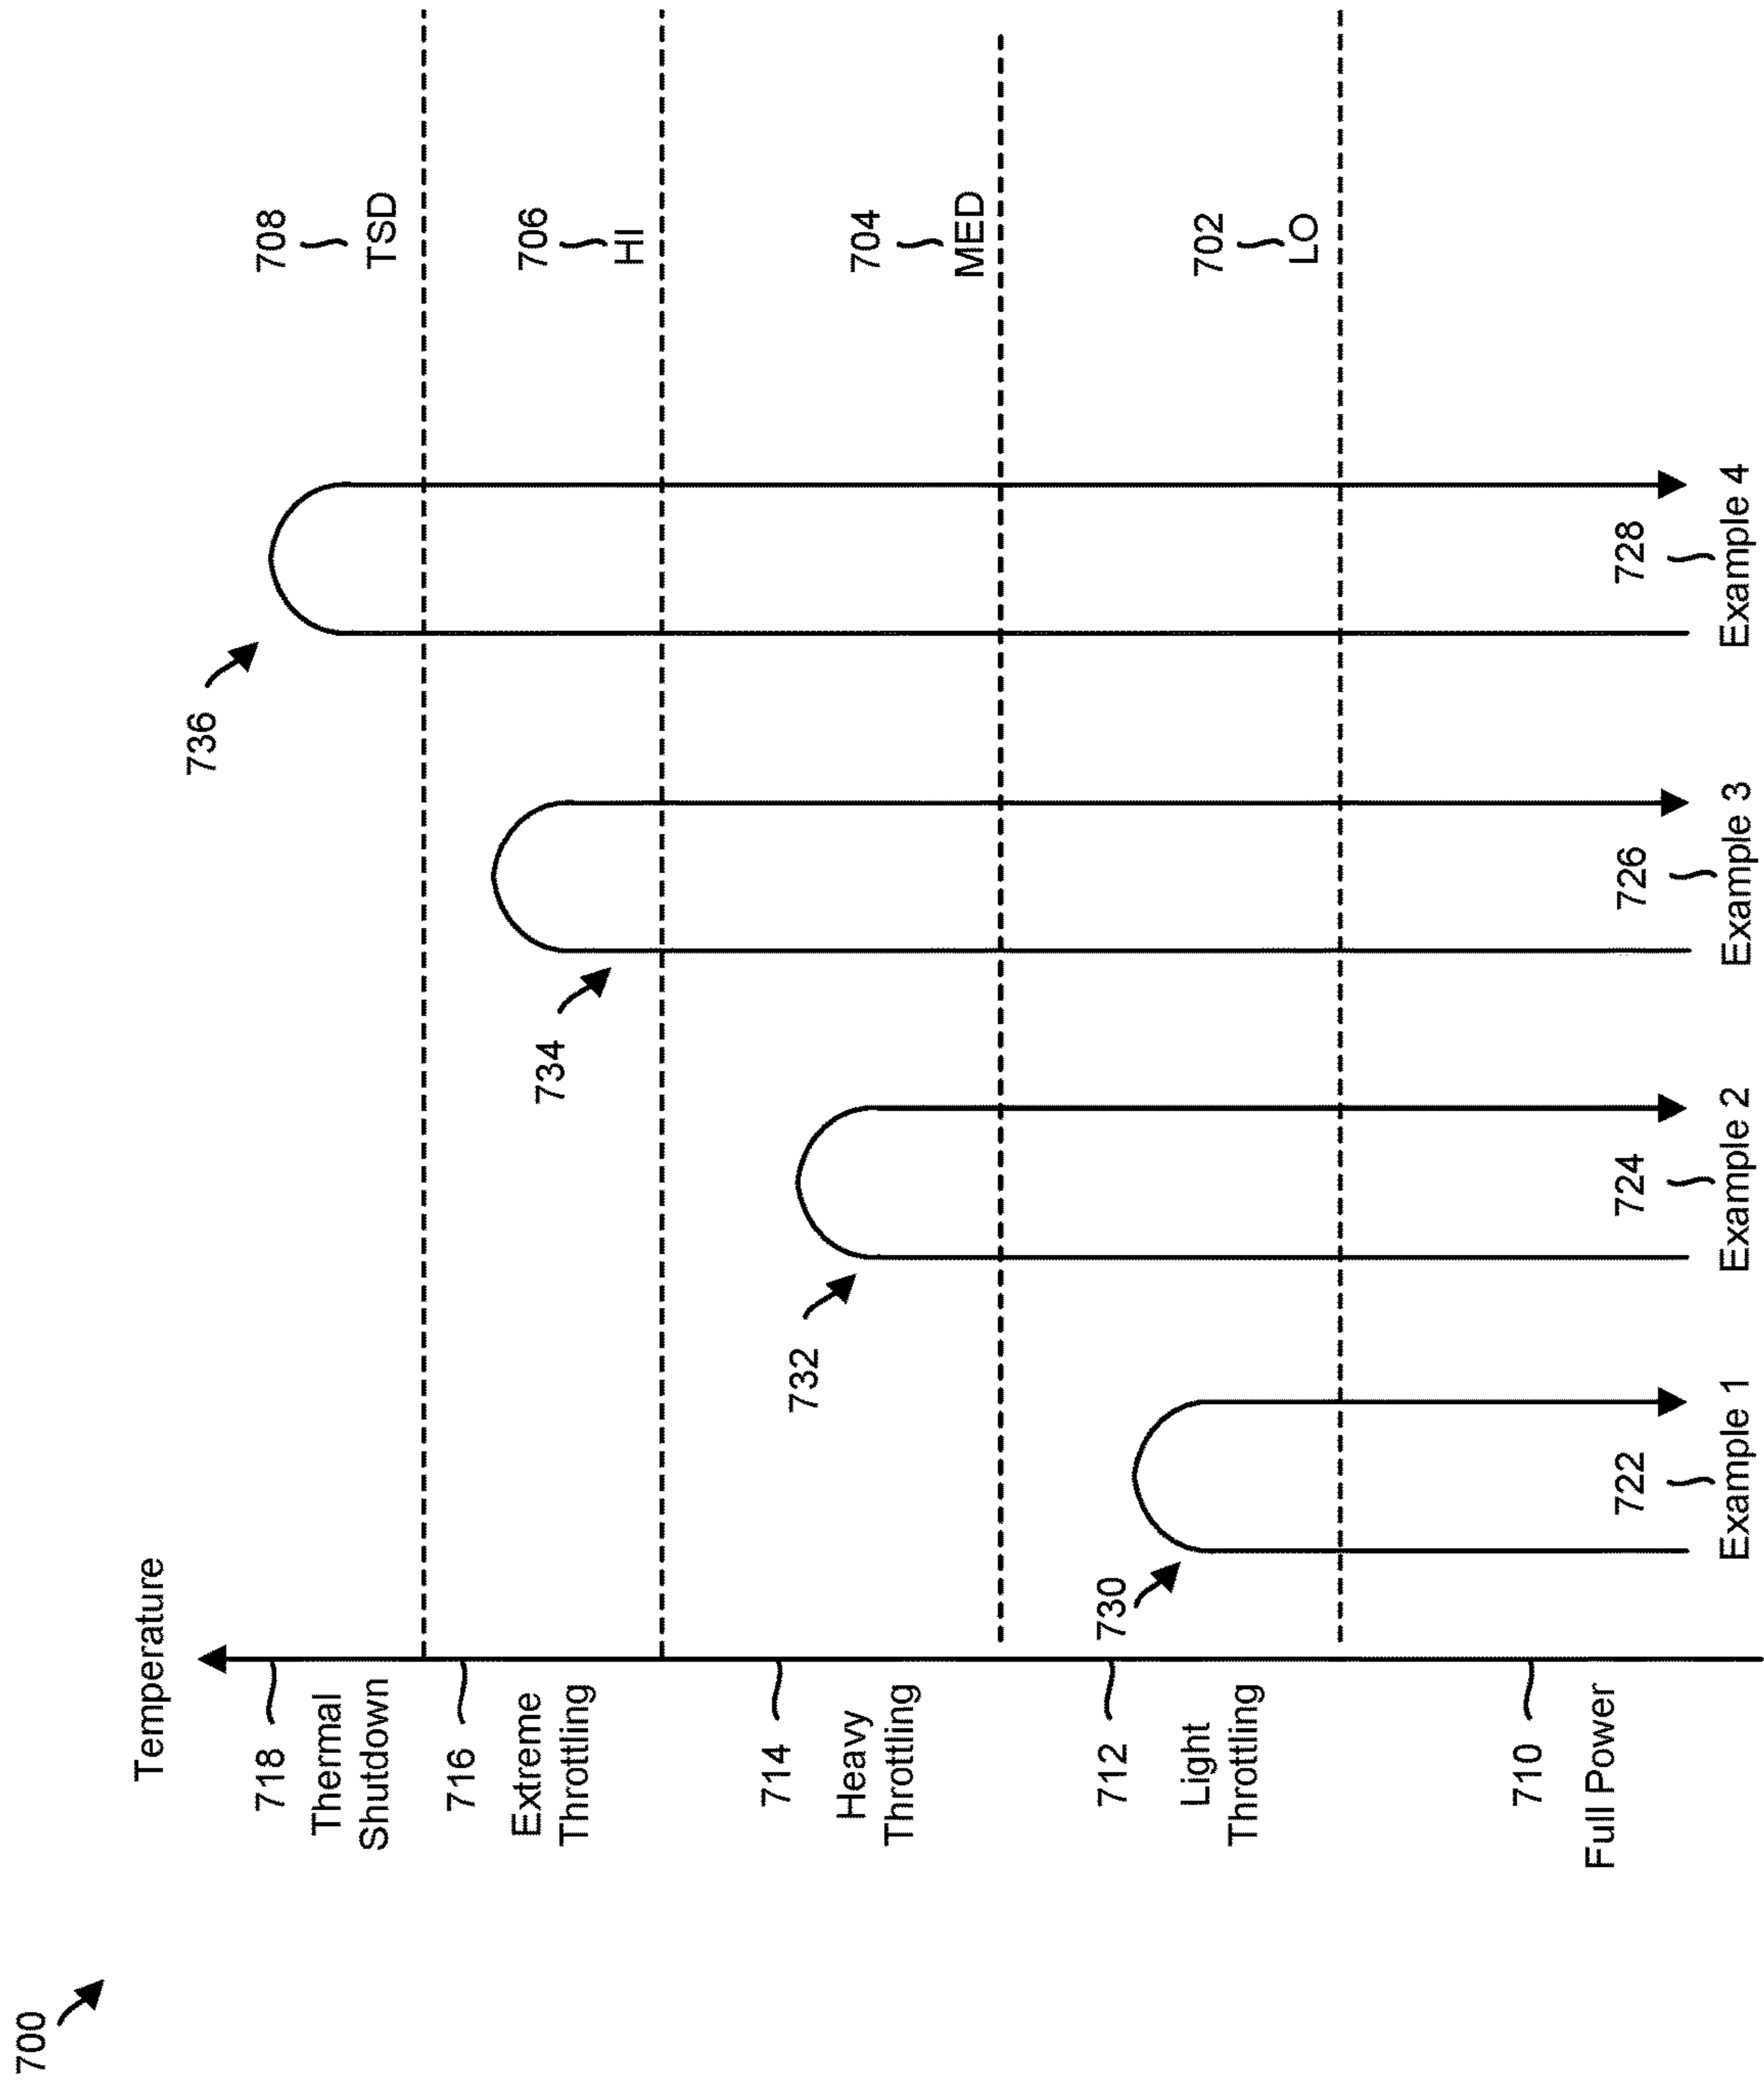 700
Temperature
718
Thermal
Shutdown
716
Extreme
Throttling
714
Heavy
Throttling
712
Light
Throttling
710
Full Power
736
734
732
730
708
TSD
706
HI
704
MED
702
LO
722
Example 1
724
Example 2
726
Example 3
728
Example 4